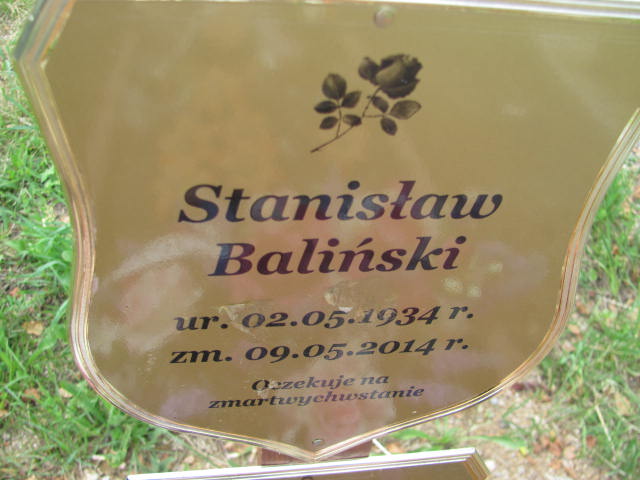 Stanisław
Baliński
ur. 02.05.1934 r.
zm. 09.05.2014 r.
Oczekuje na
zmartwychwstanie